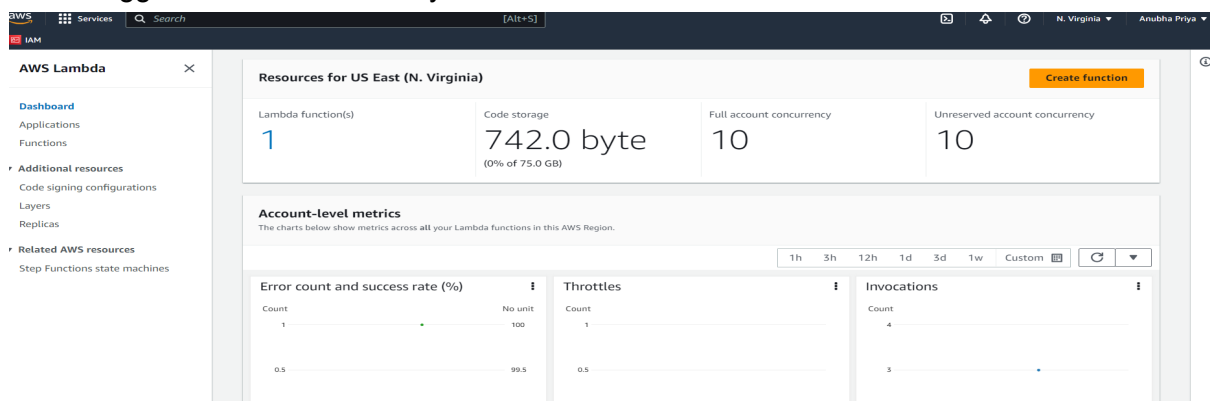 aws Services Search [Alt+S] N. Virginia Anubha Priya
IAM
AWS Lambda
Dashboard
Applications
Functions
Additional resources
Code signing configurations
Layers
Replicas
Related AWS resources
Step Functions state machines
Resources for US East (N. Virginia) Create function
Lambda function(s) Code storage Full account concurrency Unreserved account concurrency
1 742.0 byte 10 10
(0% of 75.0 GB)
Account-level metrics
The charts below show metrics across all your Lambda functions in this AWS Region.
1h 3h 12h 1d 3d 1w Custom
Error count and success rate (%) Throttles Invocations
Count No unit Count Count
1 100 1 4
0.5 99.5 0.5 3